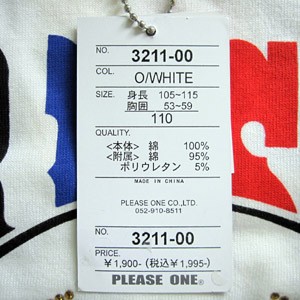 NO. 3211-00
COL. O/WHITE
SIZE. 身長 105~115
胸囲 53~59
110
QUALITY.
<本体> 綿 100%
<附属> 綿 95%
ポリウレタン 5%
MADE IN CHINA
PLEASE ONE CO.,LTD.
052-910-8511
NO. 3211-00
PRICE.
¥1,900- (税込¥1,995-)
PLEASE ONE®